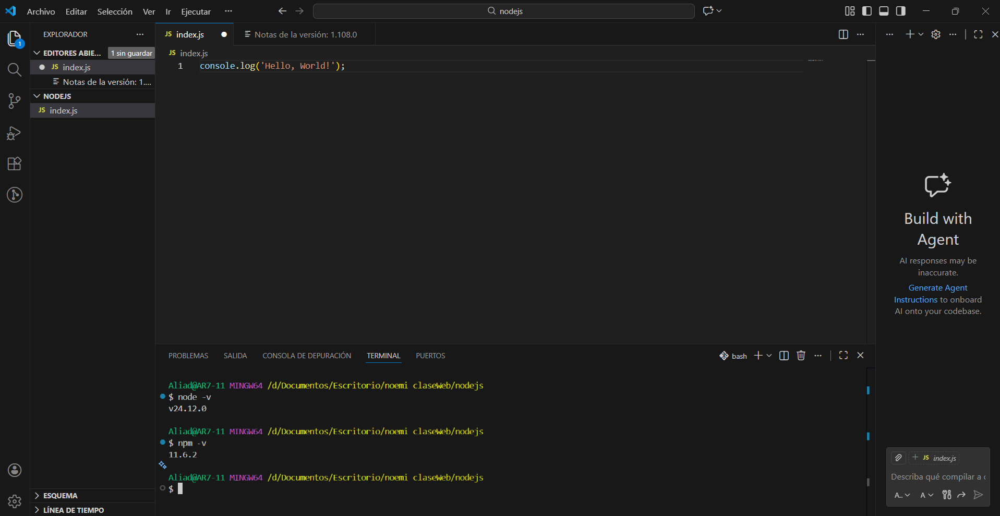 Archivo Editar Selección Ver Ir Ejecutar ··· nodejs
EXPLORADOR ···
EDITORES ABIE... 1 sin guardar
JS index.js
Notas de la versión: 1....
NODEJS
JS index.js
ESQUEMA
LÍNEA DE TIEMPO
1
JS index.js
Notas de la versión: 1.108.0
JS index.js
1 console.log('Hello, World!');
PROBLEMAS SALIDA CONSOLA DE DEPURACIÓN TERMINAL PUERTOS
bash
Aliad@AR7-11 MINGW64 /d/Documentos/Escritorio/noemi claseWeb/nodejs
$ node -v
v24.12.0
Aliad@AR7-11 MINGW64 /d/Documentos/Escritorio/noemi claseWeb/nodejs
$ npm -v
11.6.2
Aliad@AR7-11 MINGW64 /d/Documentos/Escritorio/noemi claseWeb/nodejs
$
Build with
Agent
AI responses may be
inaccurate.
Generate Agent
Instructions to onboard
AI onto your codebase.
+ JS index.js
Describa qué compilar a c
A.. A